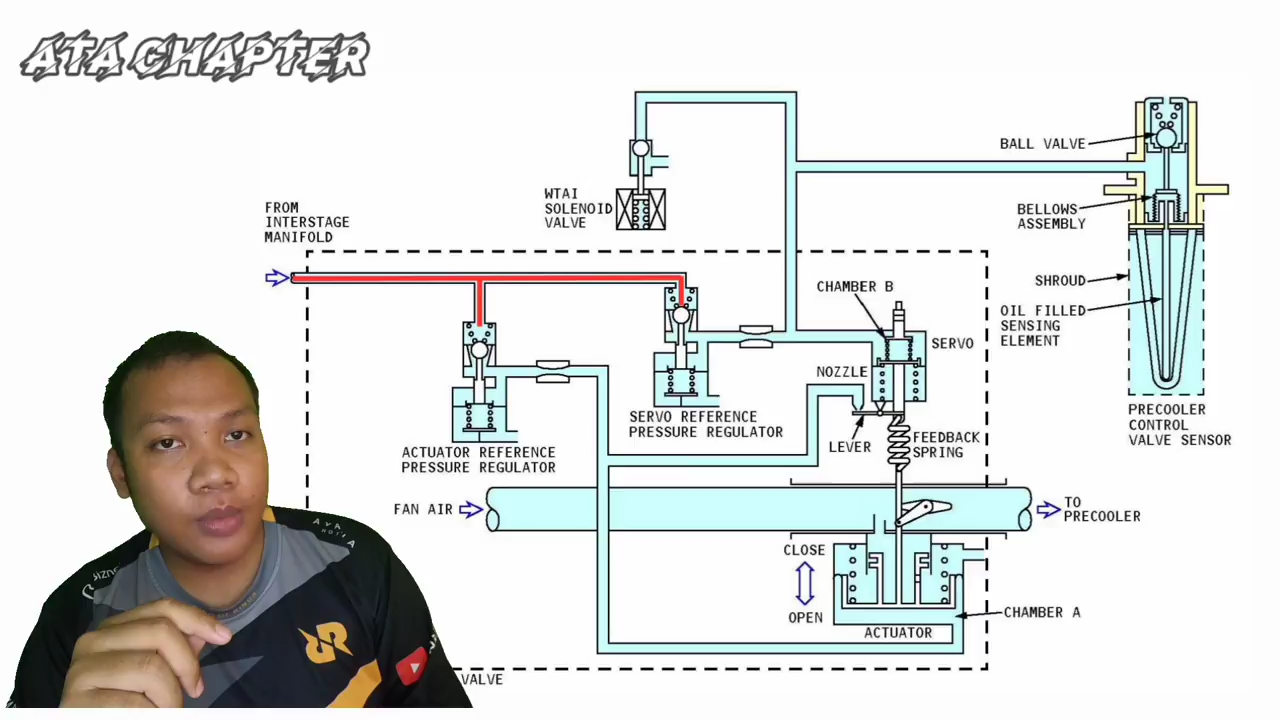 ATA CHAPTER
BALL VALVE
WTAI
SOLENOID
VALVE
FROM
INTERSTAGE
MANIFOLD
BELLOWS
ASSEMBLY
SHROUD
CHAMBER B
OIL FILLED
SENSING
ELEMENT
SERVO
NOZZLE
SERVO REFERENCE
PRESSURE REGULATOR
PRECOOLER
CONTROL
VALVE SENSOR
LEVER
FEEDBACK
SPRING
ACTUATOR REFERENCE
PRESSURE REGULATOR
FAN AIR
TO
PRECOOLER
CLOSE
OPEN
CHAMBER A
ACTUATOR
VALVE